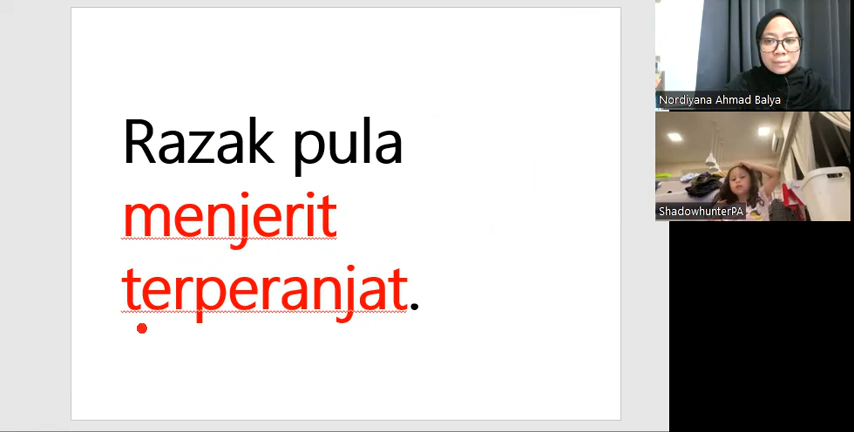 Razak pula
menjerit
terperanjat.
Nordiyana Ahmad Balya
ShadowhunterPA